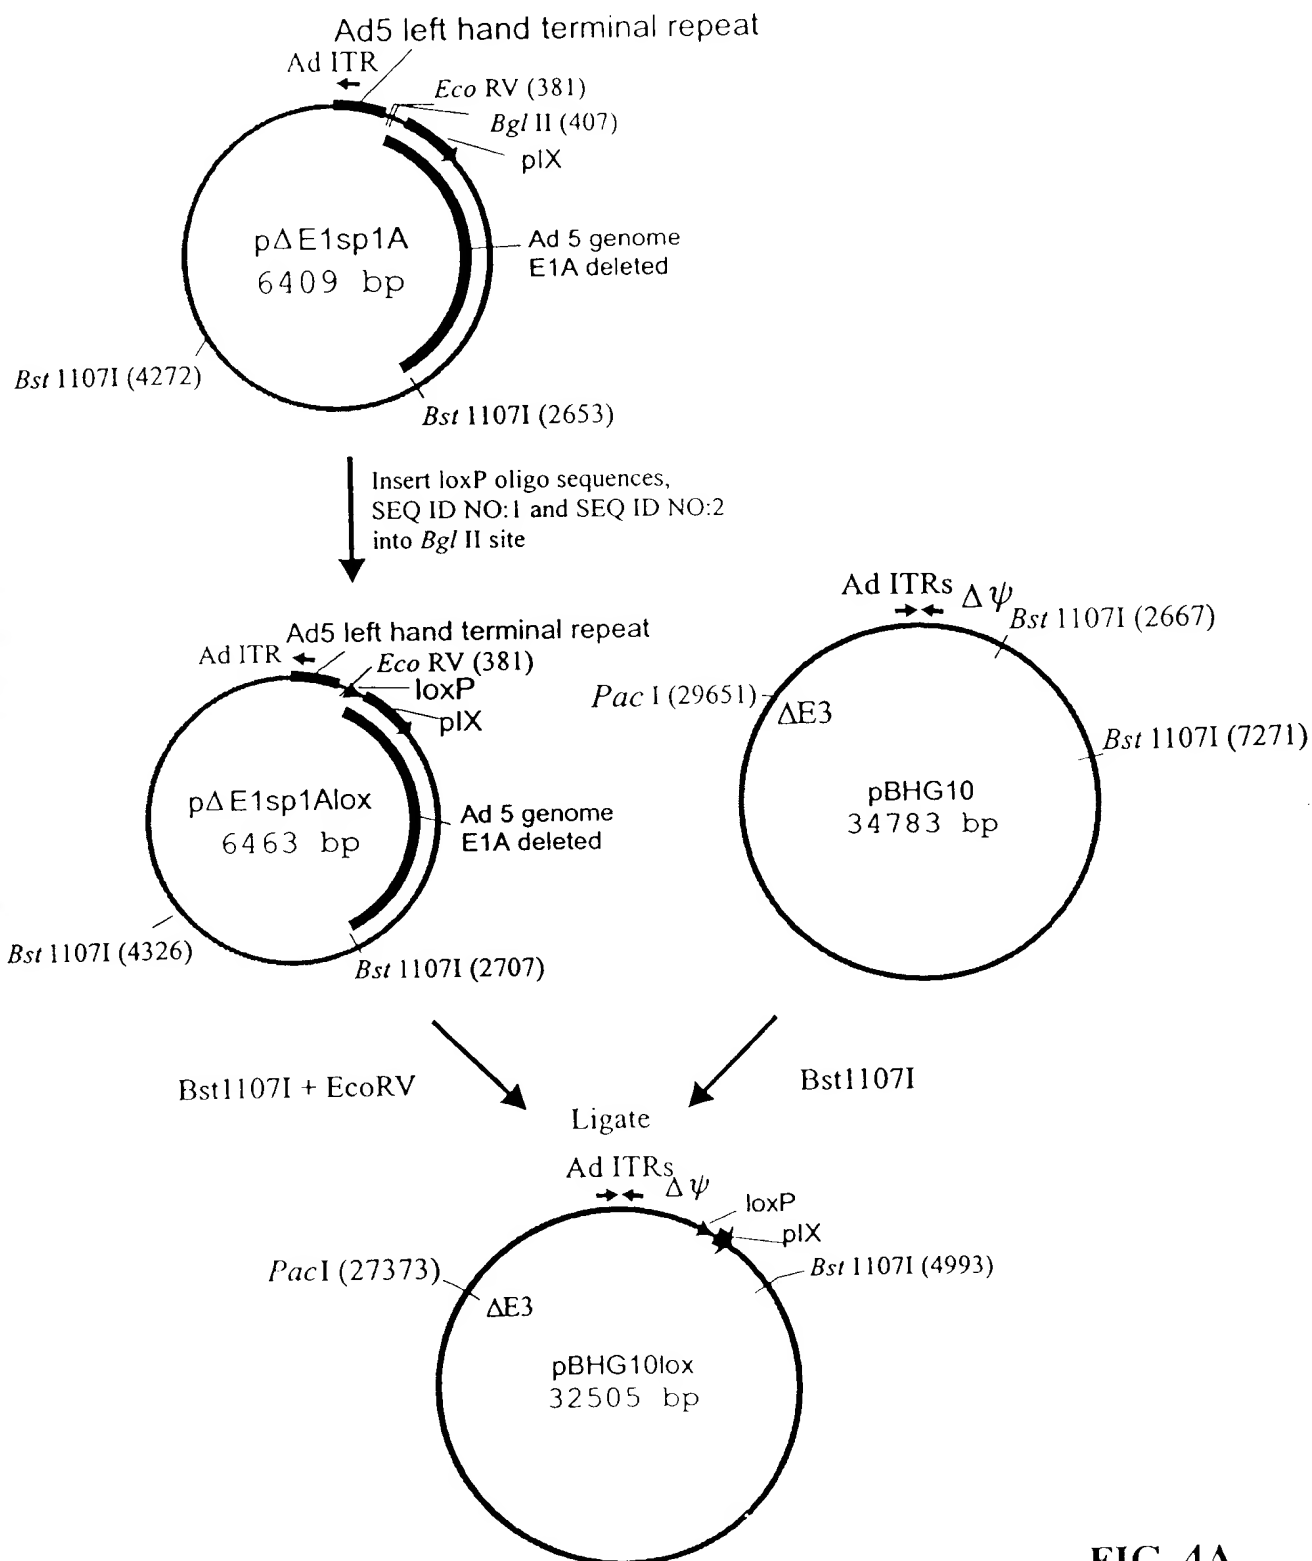 Ad5 left hand terminal repeat
Ad ITR
Eco RV (381)
Bgl II (407)
pIX
pΔE1sp1A
6409 bp
Ad 5 genome
E1A deleted
Bst 1107I (4272)
Bst 1107I (2653)
Insert loxP oligo sequences,
SEQ ID NO:1 and SEQ ID NO:2
into Bgl II site
Ad5 left hand terminal repeat
Ad ITR
Eco RV (381)
loxP
pIX
pΔE1sp1Alox
6463 bp
Ad 5 genome
E1A deleted
Bst 1107I (4326)
Bst 1107I (2707)
Ad ITRs
Δψ
Bst 1107I (2667)
Pac I (29651)
ΔE3
Bst 1107I (7271)
pBHG10
34783 bp
Bst1107I + EcoRV
Bst1107I
Ligate
Ad ITRs
Δψ
loxP
pIX
Pac I (27373)
Bst 1107I (4993)
ΔE3
pBHG10lox
32505 bp
FIG. 4A